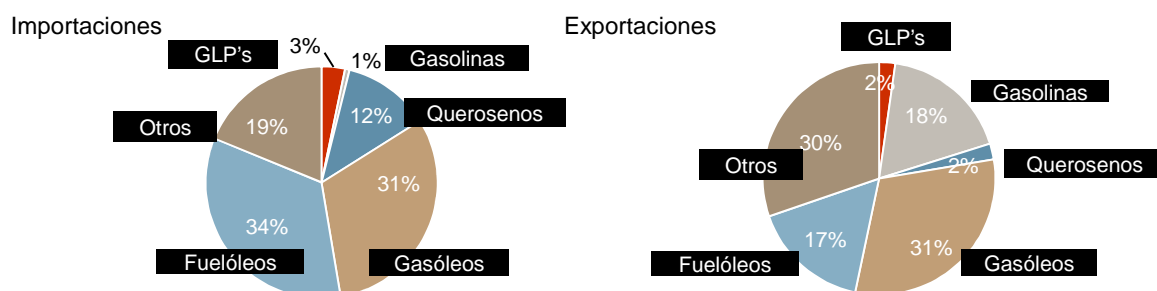 Importaciones
GLP's
3%
1%
Gasolinas
12%
Querosenos
Otros
19%
31%
34%
Fuelóleos
Gasóleos
Exportaciones
GLP's
2%
Gasolinas
18%
30%
Otros
2%
Querosenos
17%
31%
Fuelóleos
Gasóleos